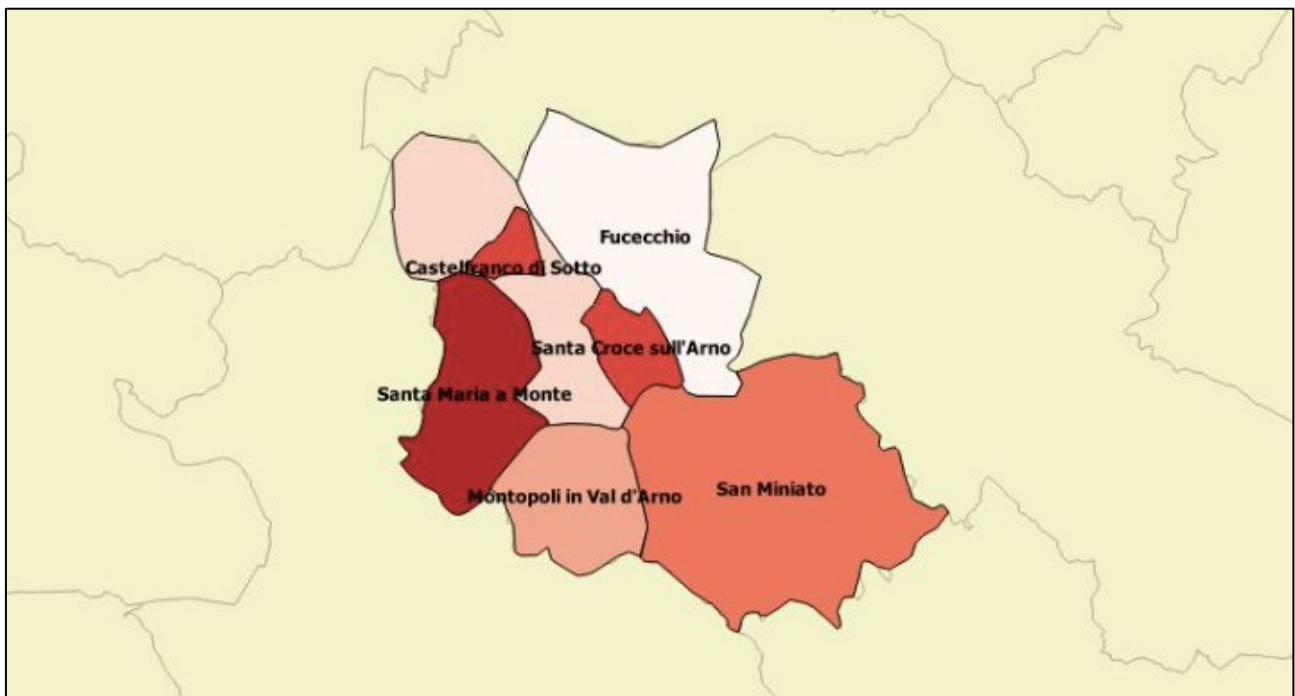 Fucecchio
Castelfranco di Sotto
Santa Croce sull'Arno
Santa Maria a Monte
San Miniato
Montopoli in Val d'Arno